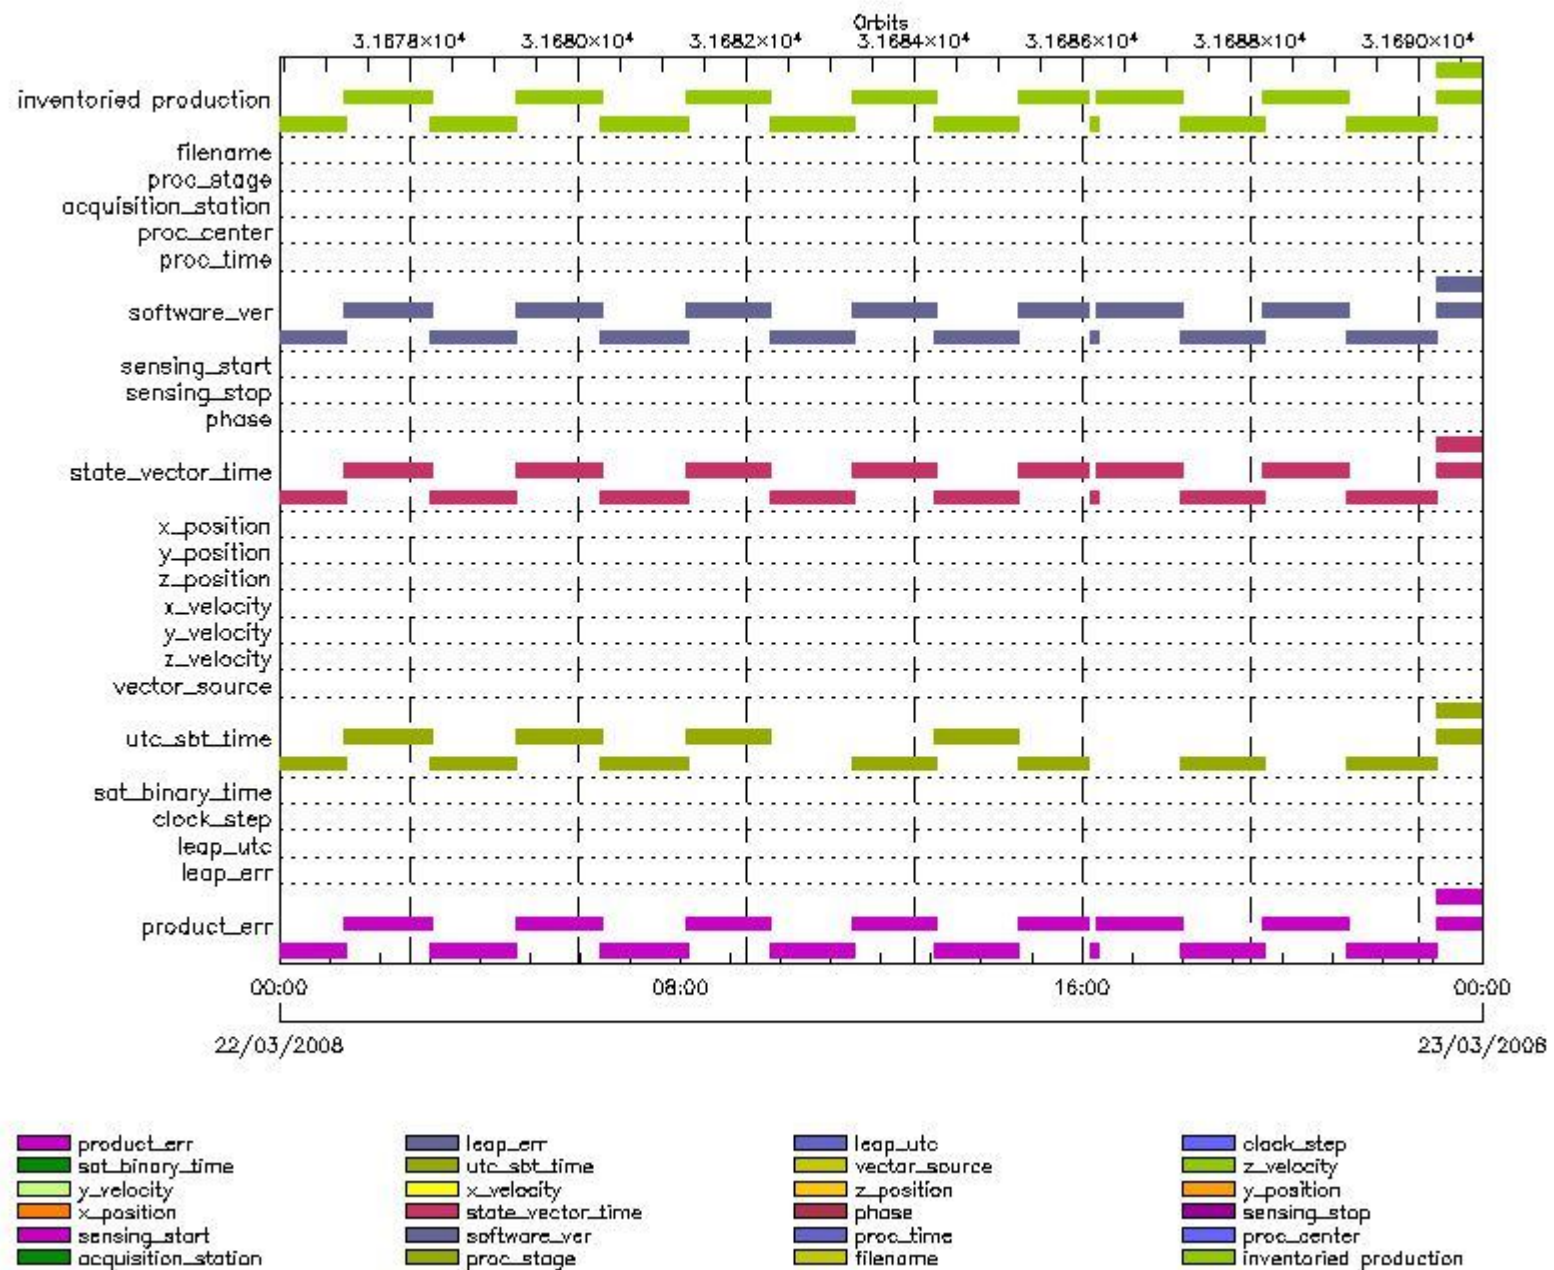 Orbits
3.1678×10⁴ 3.1680×10⁴ 3.1682×10⁴ 3.1684×10⁴ 3.1686×10⁴ 3.1688×10⁴ 3.1690×10⁴
inventoried production
filename
proc_stage
acquisition_station
proc_center
proc_time
software_ver
sensing_start
sensing_stop
phase
state_vector_time
x_position
y_position
z_position
x_velocity
y_velocity
z_velocity
vector_source
utc_sbt_time
sat_binary_time
clock_step
leap_utc
leap_err
product_err
00:00 08:00 16:00 00:00
22/03/2008 23/03/2008
product_err leap_err leap_utc clock_step
sat_binary_time utc_sbt_time vector_source z_velocity
y_velocity x_velocity z_position y_position
x_position state_vector_time phase sensing_stop
sensing_start software_ver proc_time proc_center
acquisition_station proc_stage filename inventoried production